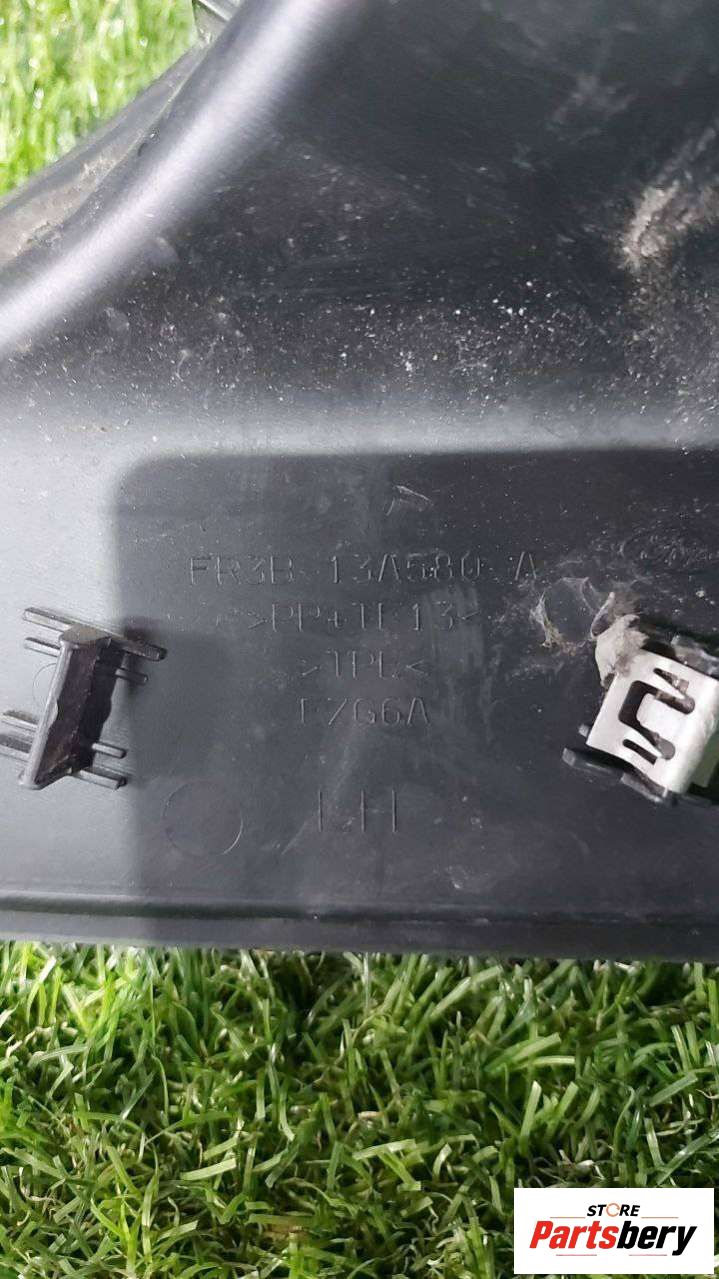 FR3B 13A580 A
>PP+TF13<
>TPE<
EZG6A
LH
STORE
Partsbery